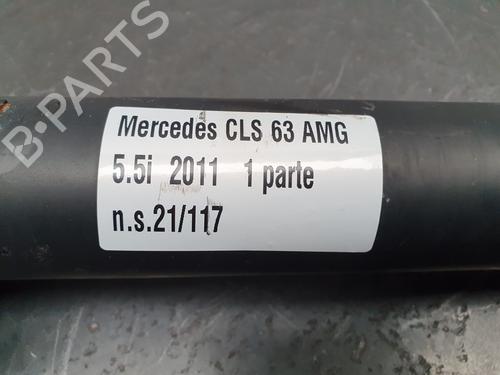 B-PARTS
Mercedes CLS 63 AMG
5.5i 2011 1 parte
n.s.21/117